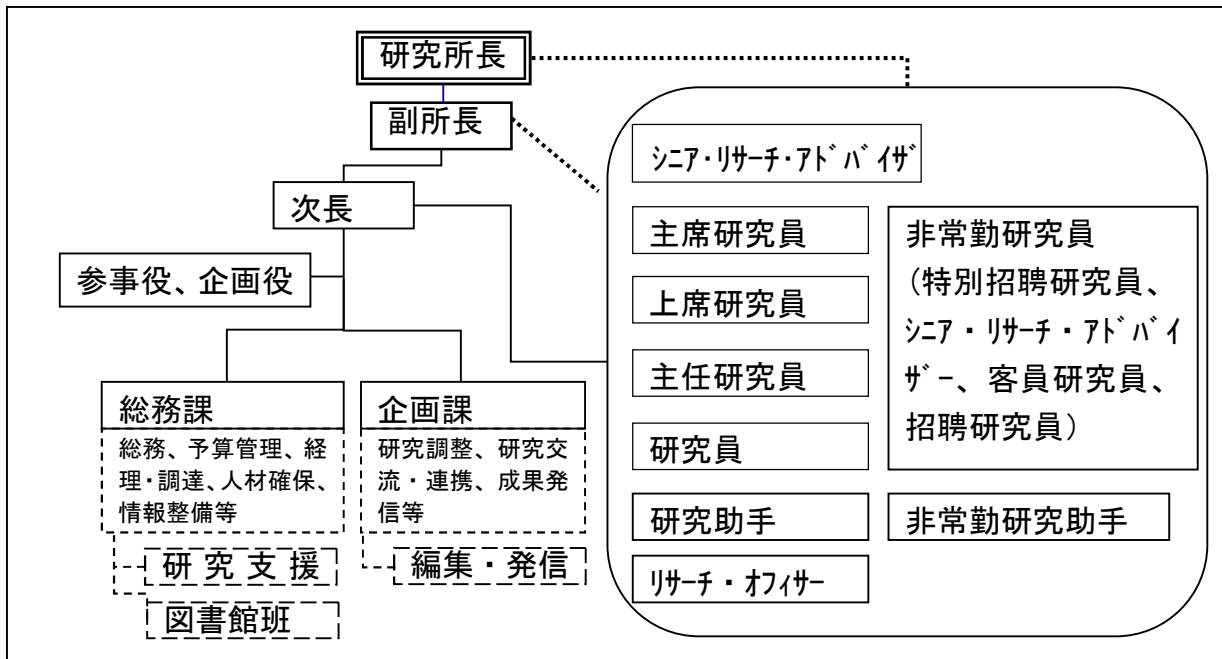 研究所長
副所長
次長
参事役、企画役
総務課
総務、予算管理、経
理・調達、人材確保、
情報整備等
研 究 支 援
図書館班
企画課
研究調整、研究交
流・連携、成果発
信等
編集・発信
ｼﾆｱ・ﾘｻｰﾁ・ｱﾄﾞﾊﾞｲｻﾞ
主席研究員
上席研究員
主任研究員
研究員
研究助手
ﾘｻｰﾁ・ｵﾌｨｻｰ
非常勤研究員
（特別招聘研究員、
ｼﾆｱ・ﾘｻｰﾁ・ｱﾄﾞﾊﾞｲ
ｻﾞｰ、客員研究員、
招聘研究員）
非常勤研究助手